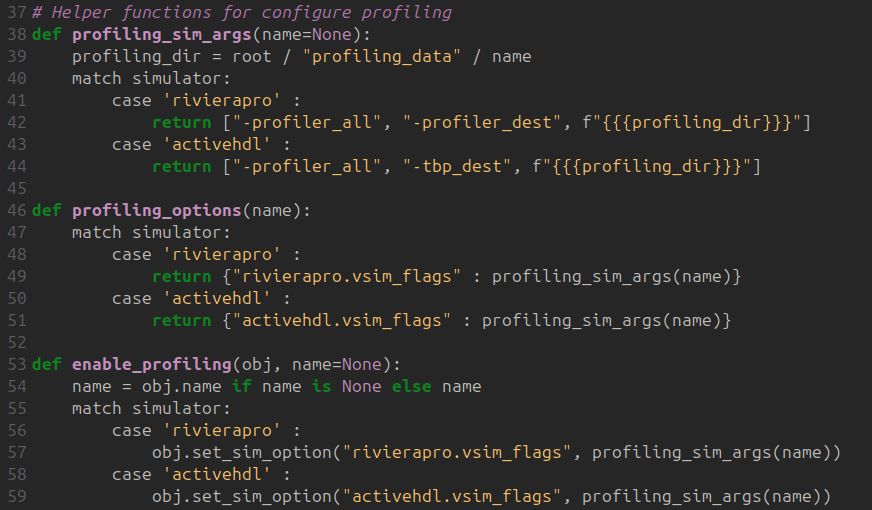 37 # Helper functions for configure profiling
38 def profiling_sim_args(name=None):
39     profiling_dir = root / "profiling_data" / name
40     match simulator:
41         case 'rivierapro' :
42             return ["-profiler_all", "-profiler_dest", f"{{{profiling_dir}}}"]
43         case 'activehdl' :
44             return ["-profiler_all", "-tbp_dest", f"{{{profiling_dir}}}"]
45
46 def profiling_options(name):
47     match simulator:
48         case 'rivierapro' :
49             return {"rivierapro.vsim_flags" : profiling_sim_args(name)}
50         case 'activehdl' :
51             return {"activehdl.vsim_flags" : profiling_sim_args(name)}
52
53 def enable_profiling(obj, name=None):
54     name = obj.name if name is None else name
55     match simulator:
56         case 'rivierapro' :
57             obj.set_sim_option("rivierapro.vsim_flags", profiling_sim_args(name))
58         case 'activehdl' :
59             obj.set_sim_option("activehdl.vsim_flags", profiling_sim_args(name))